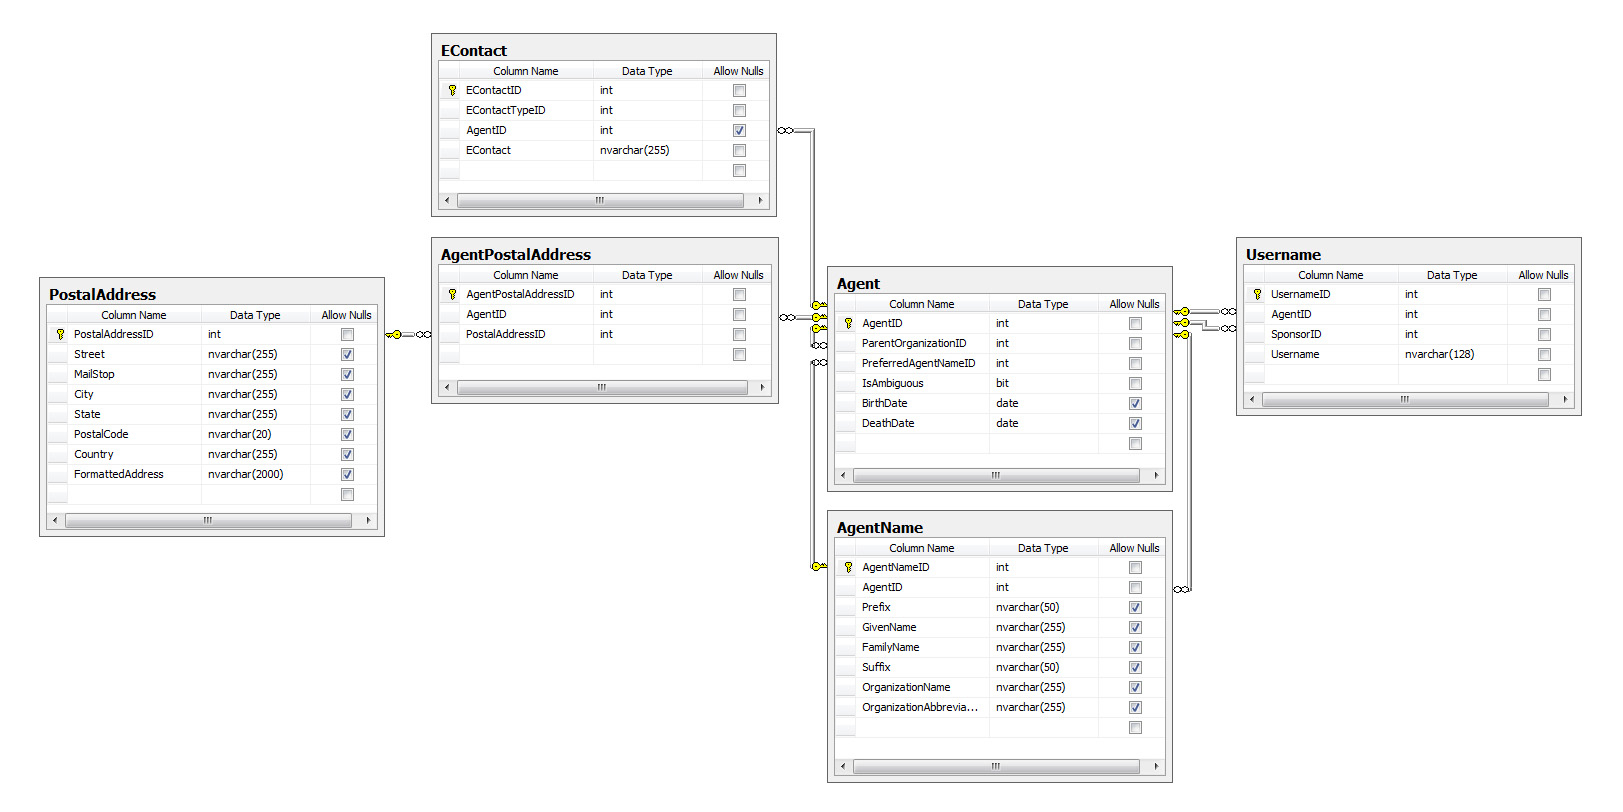 EContact
Column Name Data Type Allow Nulls
EContactID int
EContactTypeID int
AgentID int
EContact nvarchar(255)
AgentPostalAddress
Column Name Data Type Allow Nulls
AgentPostalAddressID int
AgentID int
PostalAddressID int
PostalAddress
Column Name Data Type Allow Nulls
PostalAddressID int
Street nvarchar(255)
MailStop nvarchar(255)
City nvarchar(255)
State nvarchar(255)
PostalCode nvarchar(20)
Country nvarchar(255)
FormattedAddress nvarchar(2000)
Agent
Column Name Data Type Allow Nulls
AgentID int
ParentOrganizationID int
PreferredAgentNameID int
IsAmbiguous bit
BirthDate date
DeathDate date
Username
Column Name Data Type Allow Nulls
UsernameID int
AgentID int
SponsorID int
Username nvarchar(128)
AgentName
Column Name Data Type Allow Nulls
AgentNameID int
AgentID int
Prefix nvarchar(50)
GivenName nvarchar(255)
FamilyName nvarchar(255)
Suffix nvarchar(50)
OrganizationName nvarchar(255)
OrganizationAbbrevia... nvarchar(255)